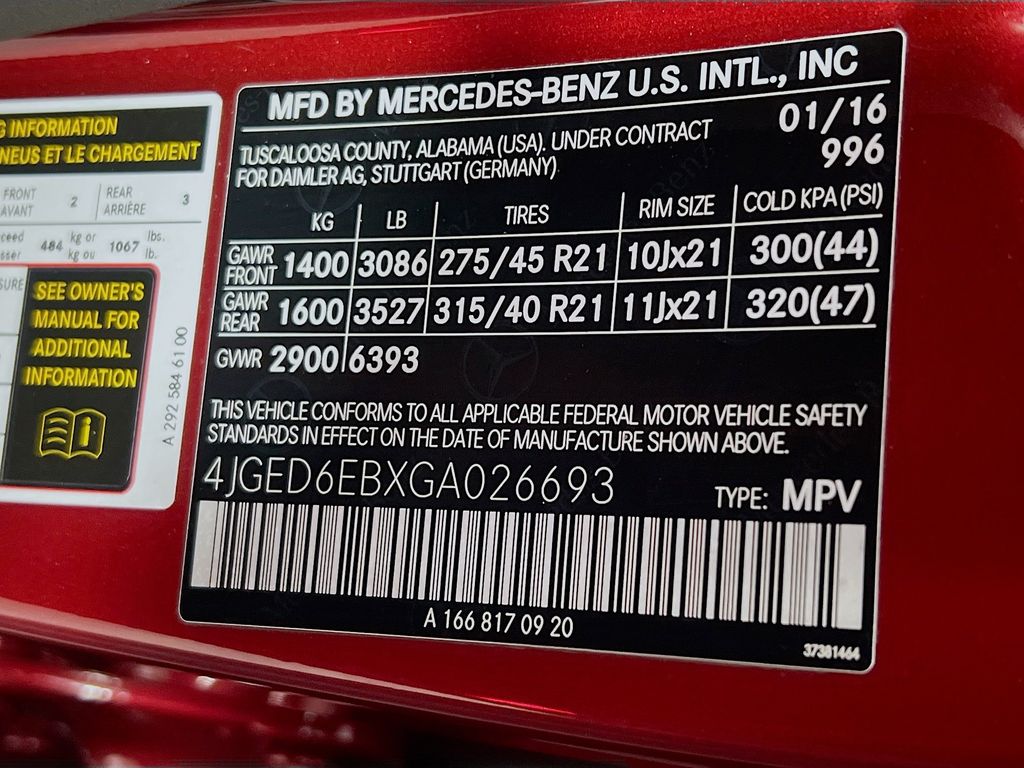 G INFORMATION
NEUS ET LE CHARGEMENT
FRONT
AVANT
2
REAR
ARRIÈRE
3
484 kg or
kg ou
1067 lbs.
lb.
SEE OWNER'S
MANUAL FOR
ADDITIONAL
INFORMATION
A 292 584 61 00
MFD BY MERCEDES-BENZ U.S. INTL., INC
TUSCALOOSA COUNTY, ALABAMA (USA). UNDER CONTRACT
FOR DAIMLER AG, STUTTGART (GERMANY)
01/16
996
KG LB TIRES RIM SIZE COLD KPA (PSI)
GAWR FRONT 1400 3086 275/45 R21 10Jx21 300(44)
GAWR REAR 1600 3527 315/40 R21 11Jx21 320(47)
GVWR 2900 6393
THIS VEHICLE CONFORMS TO ALL APPLICABLE FEDERAL MOTOR VEHICLE SAFETY
STANDARDS IN EFFECT ON THE DATE OF MANUFACTURE SHOWN ABOVE.
4JGED6EBXGA026693
TYPE: MPV
A 166 817 09 20
37381464